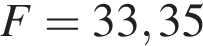 F = 33, 35